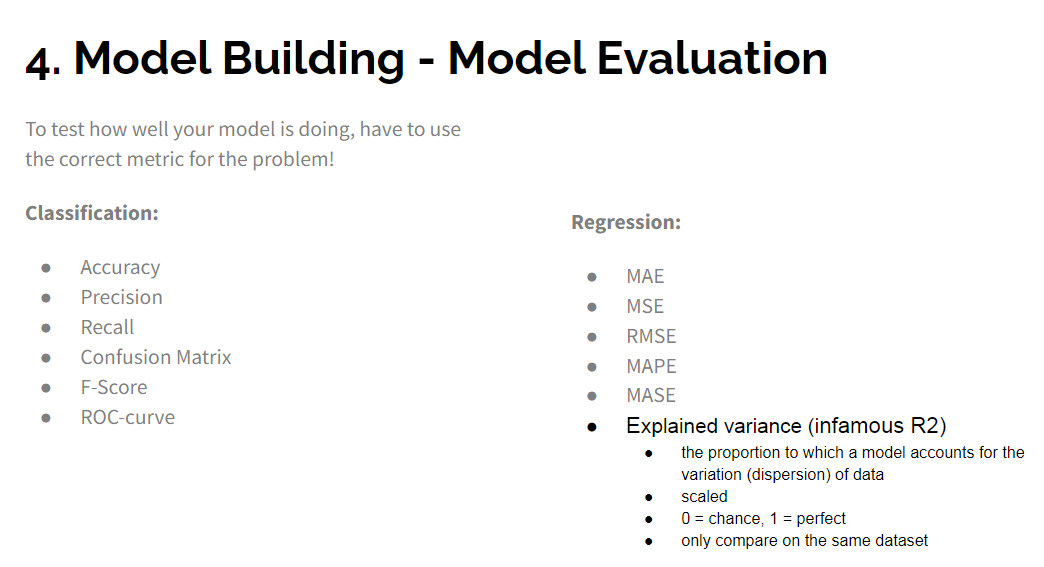 4. Model Building - Model Evaluation
To test how well your model is doing, have to use
the correct metric for the problem!
Classification:
● Accuracy
● Precision
● Recall
● Confusion Matrix
● F-Score
● ROC-curve
Regression:
● MAE
● MSE
● RMSE
● MAPE
● MASE
● Explained variance (infamous R2)
● the proportion to which a model accounts for the
variation (dispersion) of data
● scaled
● 0 = chance, 1 = perfect
● only compare on the same dataset